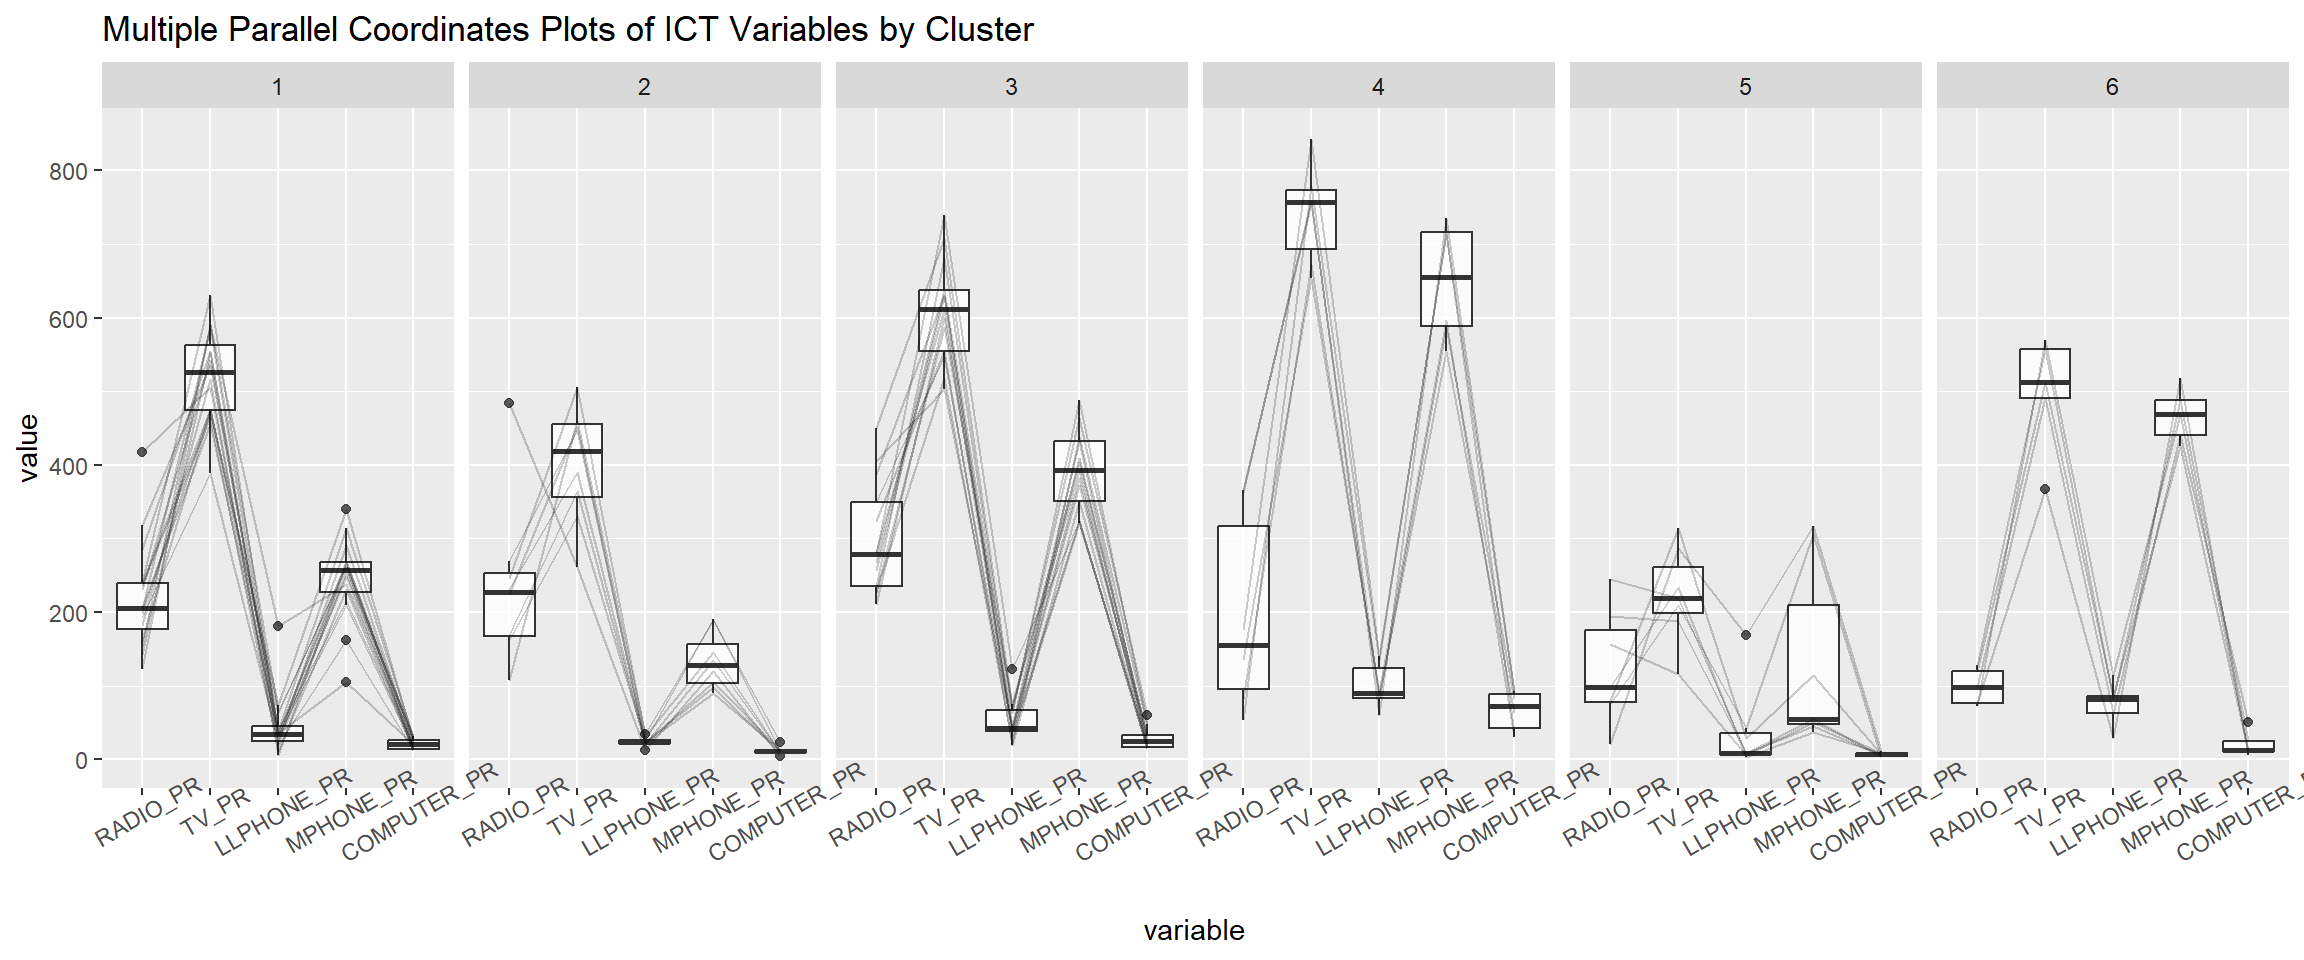 Multiple Parallel Coordinates Plots of ICT Variables by Cluster
1 2 3 4 5 6
800
600
400
200
0
value
RADIO_PR TV_PR LLPHONE_PR MPHONE_PR COMPUTER_PR RADIO_PR TV_PR LLPHONE_PR MPHONE_PR COMPUTER_PR RADIO_PR TV_PR LLPHONE_PR MPHONE_PR COMPUTER_PR RADIO_PR TV_PR LLPHONE_PR MPHONE_PR COMPUTER_PR RADIO_PR TV_PR LLPHONE_PR MPHONE_PR COMPUTER_PR RADIO_PR TV_PR LLPHONE_PR MPHONE_PR COMPUTER_
variable